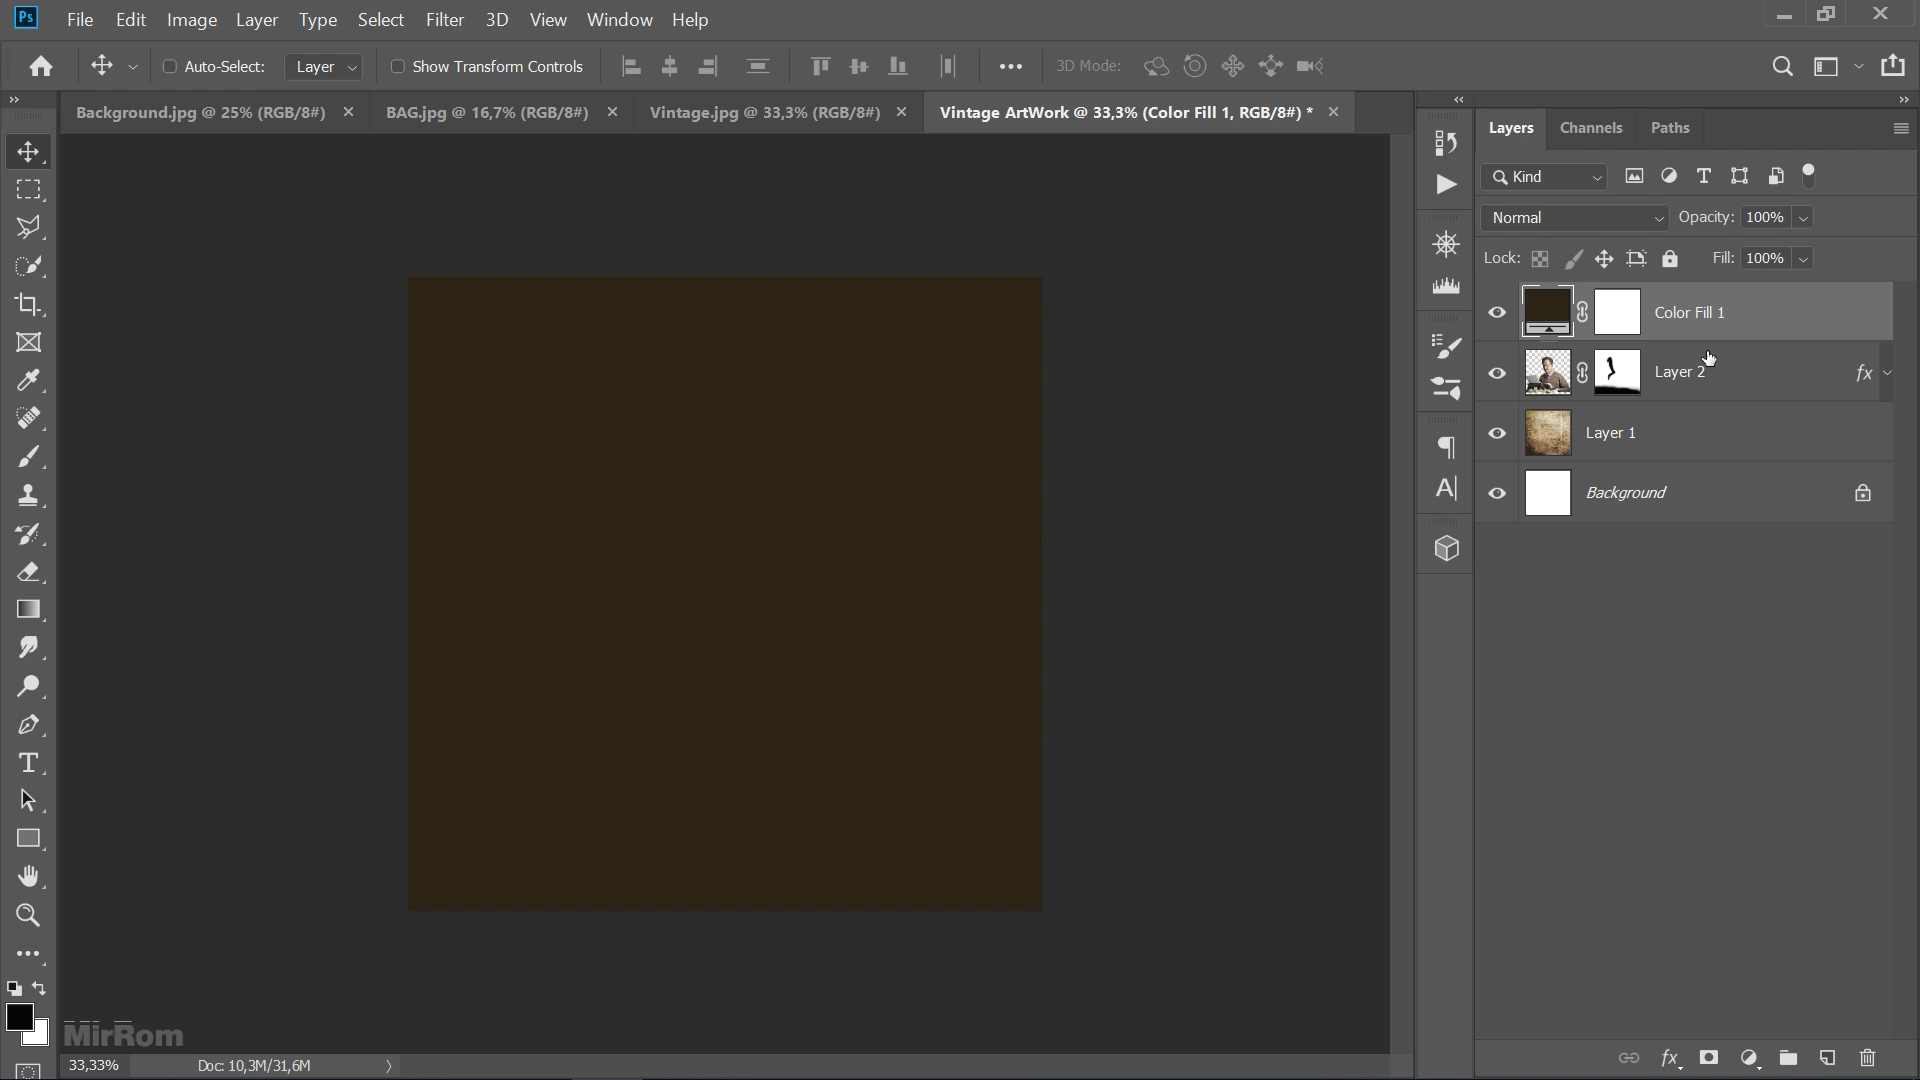 Ps File Edit Image Layer Type Select Filter 3D View Window Help
Auto-Select: Layer Show Transform Controls 3D Mode:
Background.jpg @ 25% (RGB/8#) BAG.jpg @ 16,7% (RGB/8#) Vintage.jpg @ 33,3% (RGB/8#) Vintage ArtWork @ 33,3% (Color Fill 1, RGB/8#) *
Layers Channels Paths
Kind
Normal Opacity: 100%
Lock: Fill: 100%
Color Fill 1
Layer 2 fx
Layer 1
Background
MirRom
33,33% Doc: 10,3M/31,6M
fx